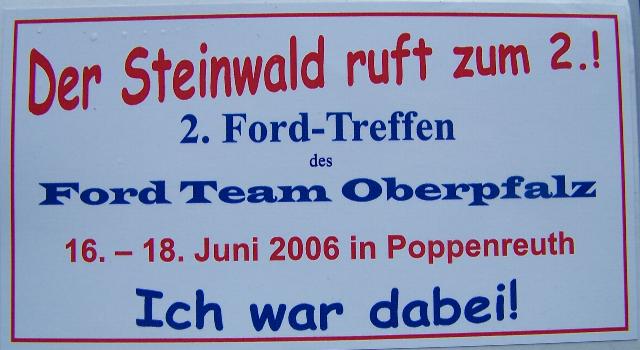 Der Steinwald ruft zum 2.!
2. Ford-Treffen
des
Ford Team Oberpfalz
16. – 18. Juni 2006 in Poppenreuth
Ich war dabei!